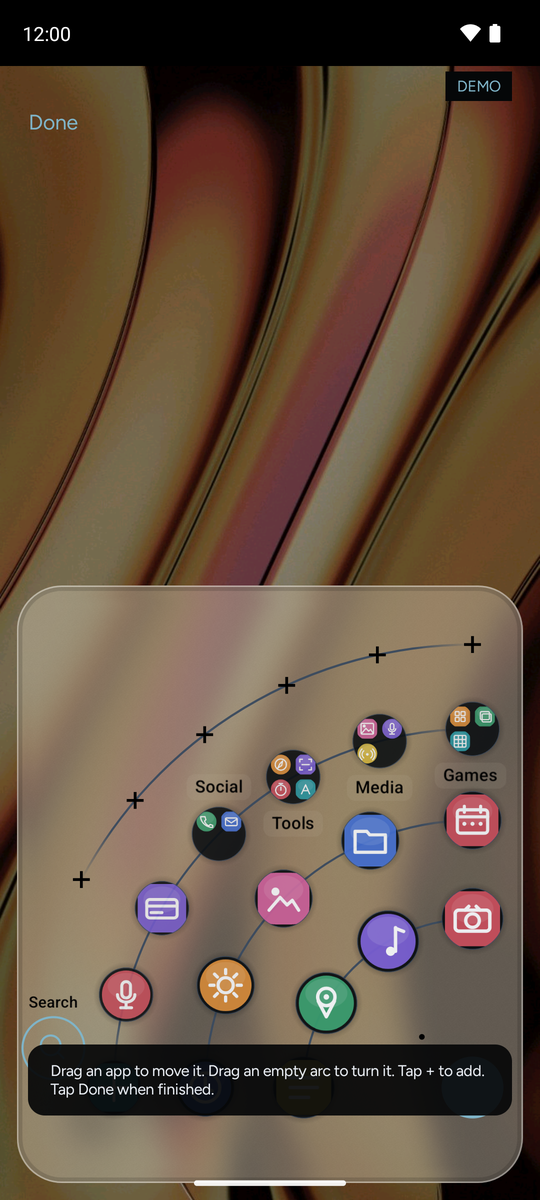 12:00
DEMO
Done
Social
Tools
Media
Games
Search
Drag an app to move it. Drag an empty arc to turn it. Tap + to add.
Tap Done when finished.